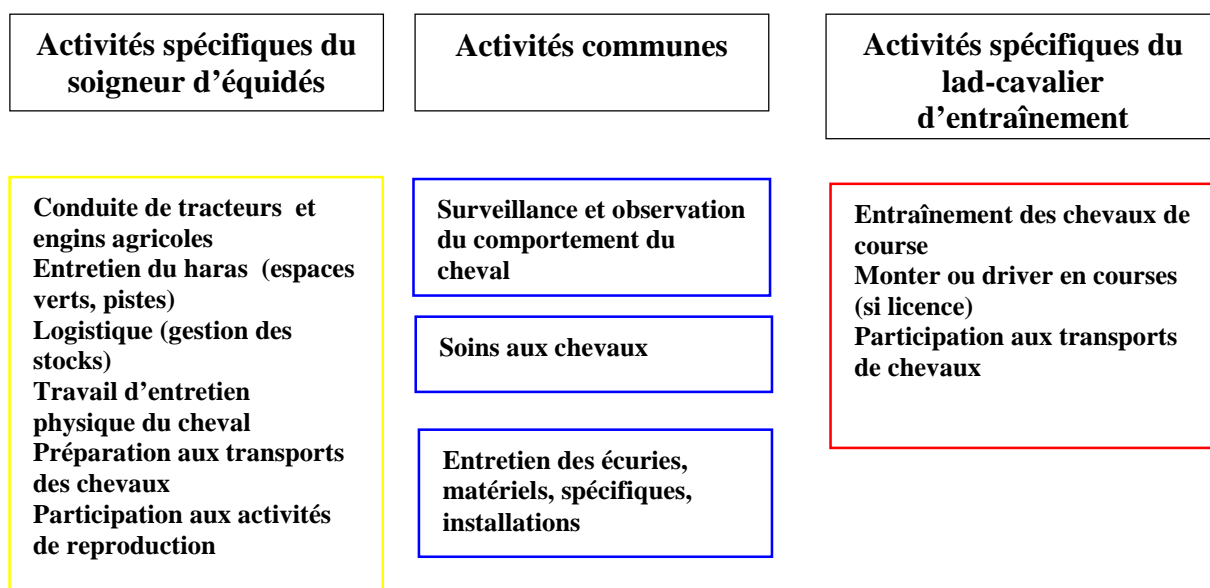 Activités spécifiques du
soigneur d'équidés
Activités communes
Activités spécifiques du
lad-cavalier
d'entraînement
Conduite de tracteurs et
engins agricoles
Entretien du haras (espaces
verts, pistes)
Logistique (gestion des
stocks)
Travail d'entretien
physique du cheval
Préparation aux transports
des chevaux
Participation aux activités
de reproduction
Surveillance et observation
du comportement du
cheval
Soins aux chevaux
Entretien des écuries,
matériels, spécifiques,
installations
Entraînement des chevaux de
course
Monter ou driver en courses
(si licence)
Participation aux transports
de chevaux